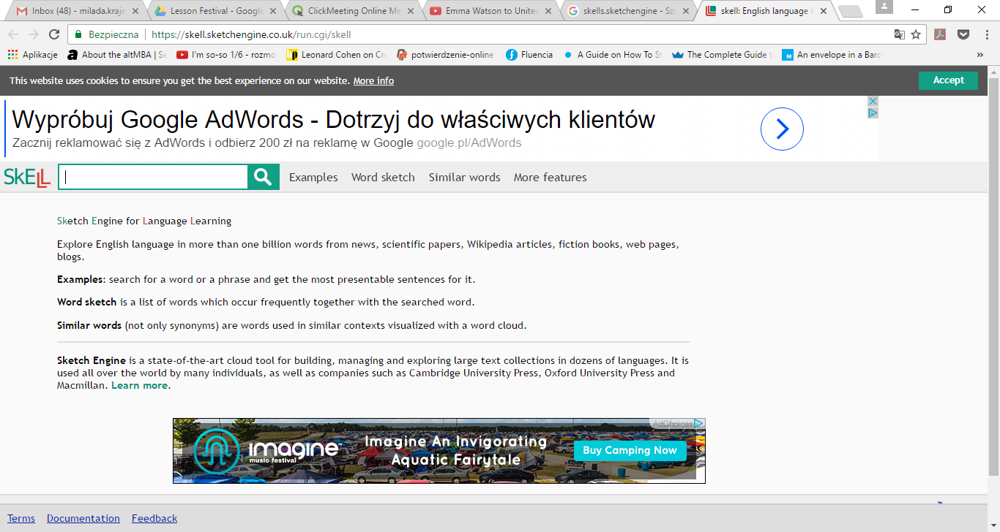 Inbox (48) - milada.kraje
Lesson Festival - Google
ClickMeeting Online Me
Emma Watson to United
skells.sketchengine - Sz
skell: English language l
Bezpieczna
https://skell.sketchengine.co.uk/run.cgi/skell
Aplikacje
About the altMBA | Se
I'm so-so 1/6 - rozmo
Leonard Cohen on Cre
potwierdzenie-online
Fluencia
A Guide on How To St
The Complete Guide t
An envelope in a Barc
»
This website uses cookies to ensure you get the best experience on our website. More info
Accept
Wypróbuj Google AdWords - Dotrzyj do właściwych klientów
Zacznij reklamować się z AdWords i odbierz 200 zł na reklamę w Google google.pl/AdWords
SkELL
Examples
Word sketch
Similar words
More features
Sketch Engine for Language Learning
Explore English language in more than one billion words from news, scientific papers, Wikipedia articles, fiction books, web pages,
blogs.
Examples: search for a word or a phrase and get the most presentable sentences for it.
Word sketch is a list of words which occur frequently together with the searched word.
Similar words (not only synonyms) are words used in similar contexts visualized with a word cloud.
Sketch Engine is a state-of-the-art cloud tool for building, managing and exploring large text collections in dozens of languages. It is
used all over the world by many individuals, as well as companies such as Cambridge University Press, Oxford University Press and
Macmillan. Learn more.
AdChoices
imagine™
music festival
Imagine An Invigorating
Aquatic Fairytale
Buy Camping Now
Terms
Documentation
Feedback